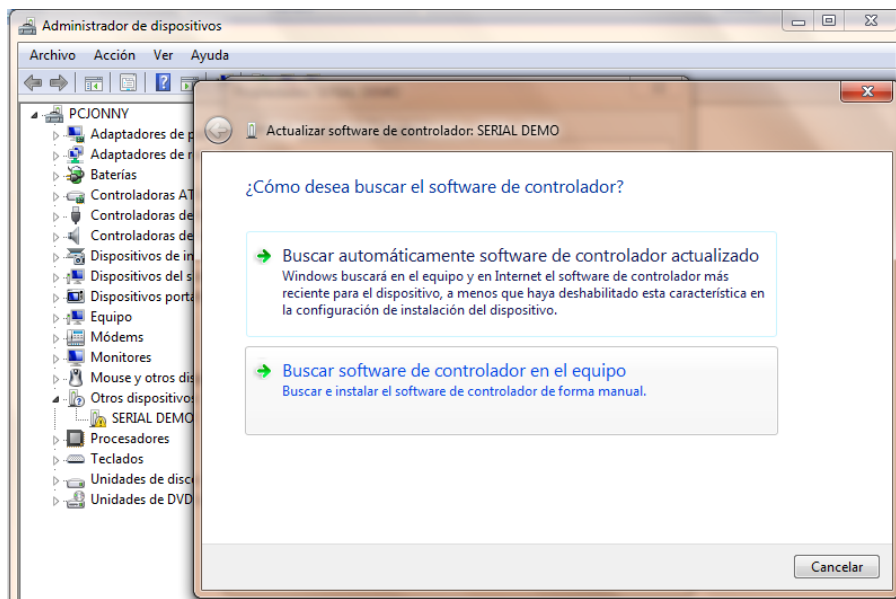 Administrador de dispositivos
Archivo Acción Ver Ayuda
PCJONNY
Adaptadores de
Adaptadores de
Baterías
Controladoras AT
Controladoras de
Controladoras de
Dispositivos de in
Dispositivos del s
Dispositivos porta
Equipo
Módems
Monitores
Mouse y otros dis
Otros dispositivos
SERIAL DEMO
Procesadores
Teclados
Unidades de disc
Unidades de DVD
Actualizar software de controlador: SERIAL DEMO
¿Cómo desea buscar el software de controlador?
Buscar automáticamente software de controlador actualizado
Windows buscará en el equipo y en Internet el software de controlador más
reciente para el dispositivo, a menos que haya deshabilitado esta característica en
la configuración de instalación del dispositivo.
Buscar software de controlador en el equipo
Buscar e instalar el software de controlador de forma manual.
Cancelar